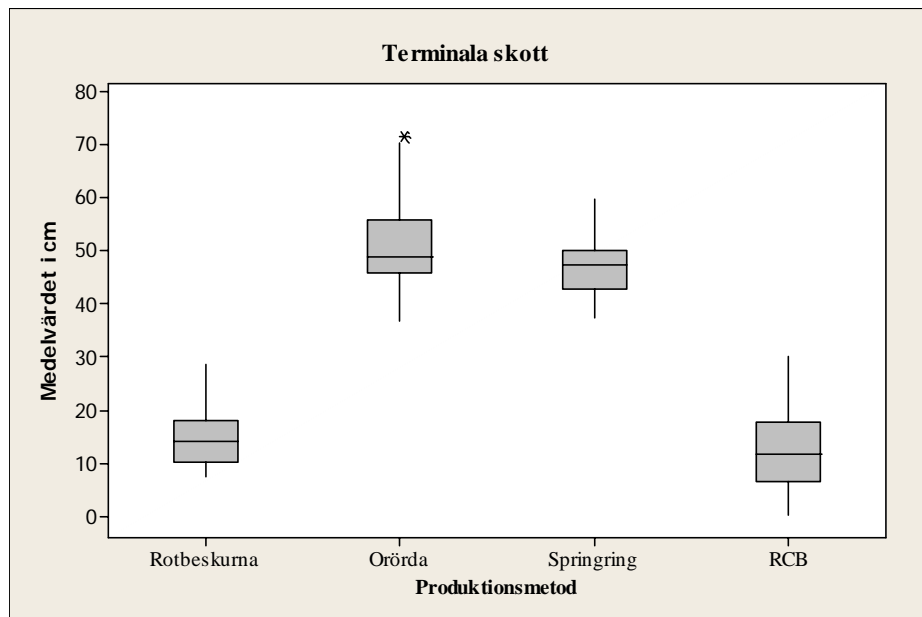 Terminala skott
80
70
60
50
40
30
20
10
0
Medelvärdet i cm
Rotbeskurna Orörda Springring RCB
Produktionsmetod